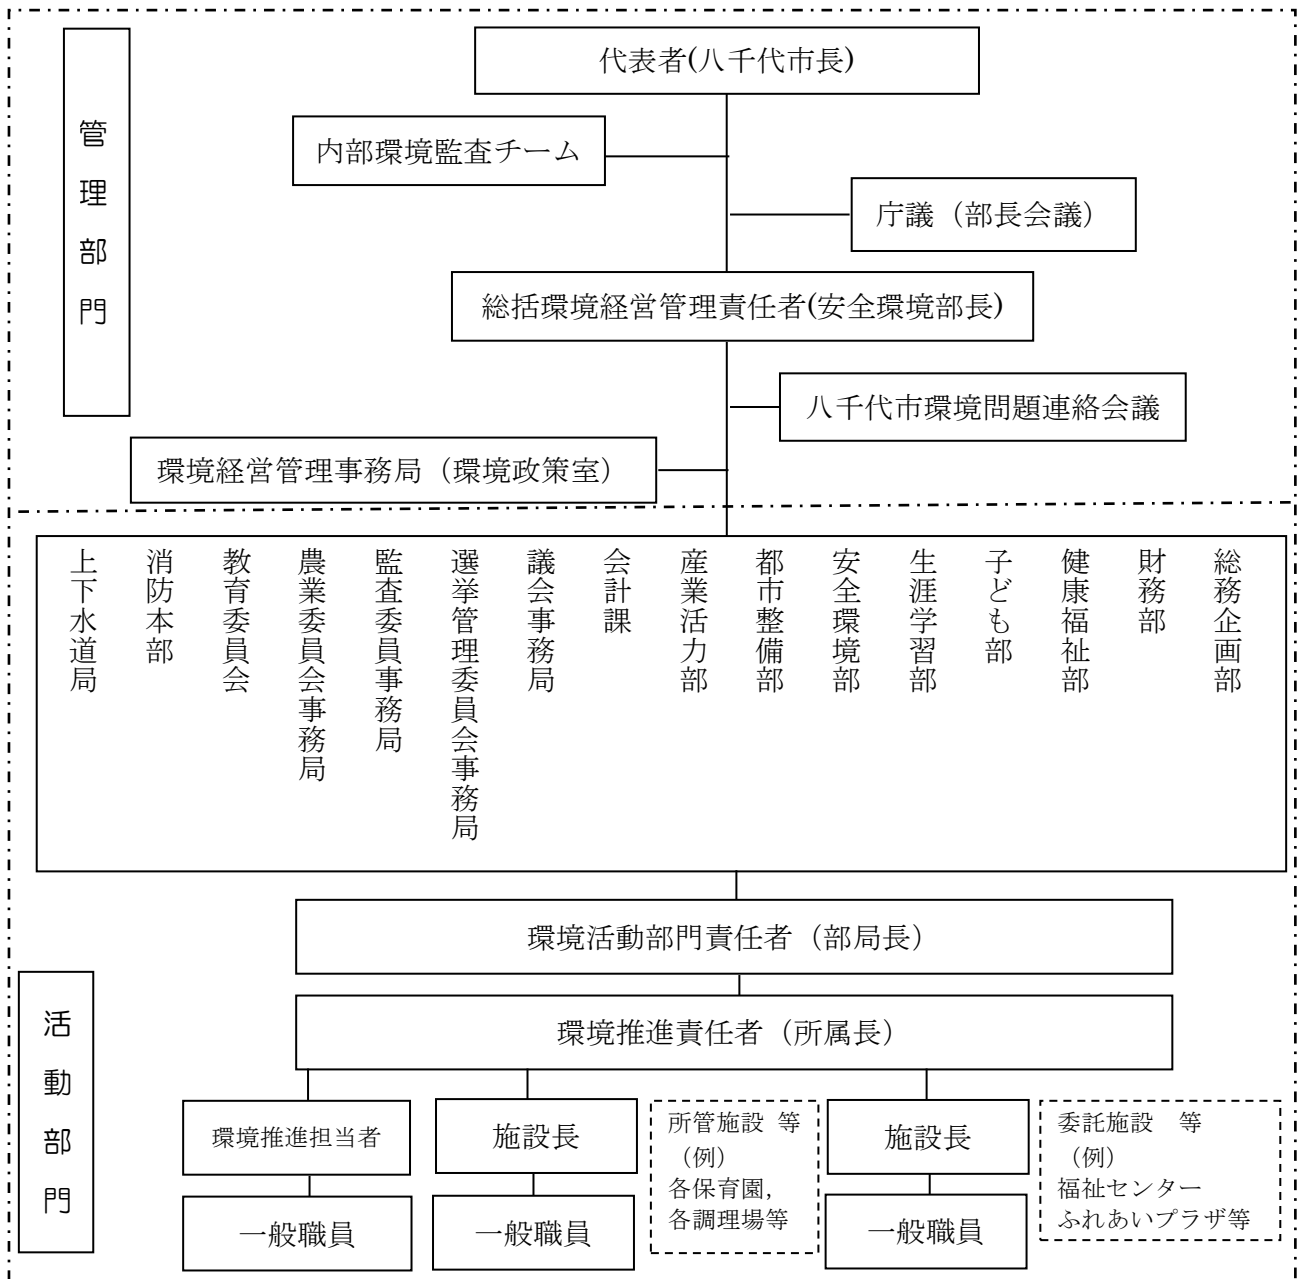 管理部門
代表者(八千代市長)
内部環境監査チーム
庁議（部長会議）
総括環境経営管理責任者(安全環境部長)
八千代市環境問題連絡会議
環境経営管理事務局（環境政策室）
総務企画部
財務部
健康福祉部
子ども部
生涯学習部
安全環境部
都市整備部
産業活力部
会計課
議会事務局
選挙管理委員会事務局
監査委員事務局
農業委員会事務局
教育委員会
消防本部
上下水道局
活動部門
環境活動部門責任者（部局長）
環境推進責任者（所属長）
環境推進担当者
一般職員
施設長
一般職員
所管施設 等
（例）
各保育園,
各調理場等
施設長
一般職員
委託施設　等
（例）
福祉センター
ふれあいプラザ等